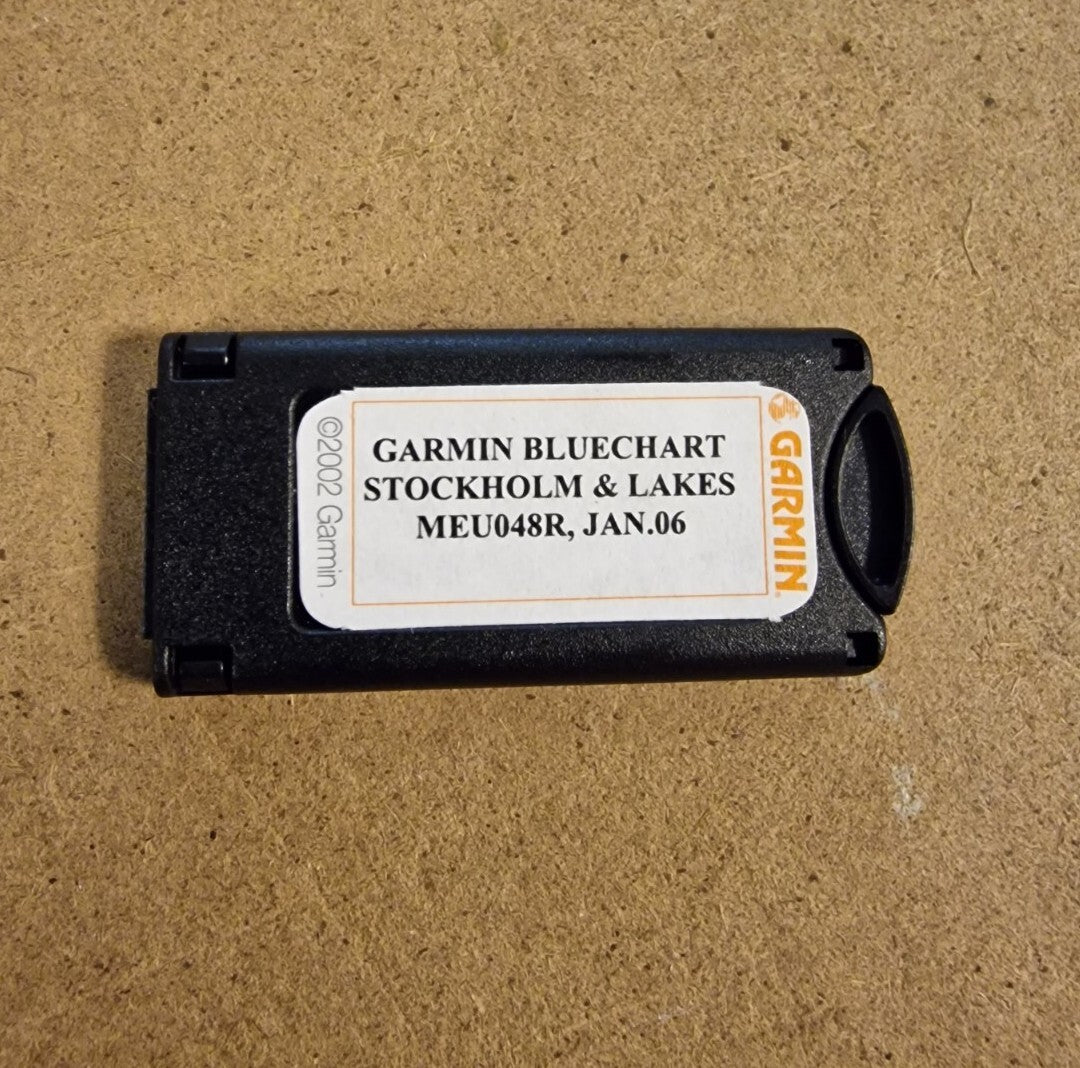 GARMIN BLUECHART
STOCKHOLM & LAKES
MEU048R, JAN.06
©2002 Garmin
GARMIN